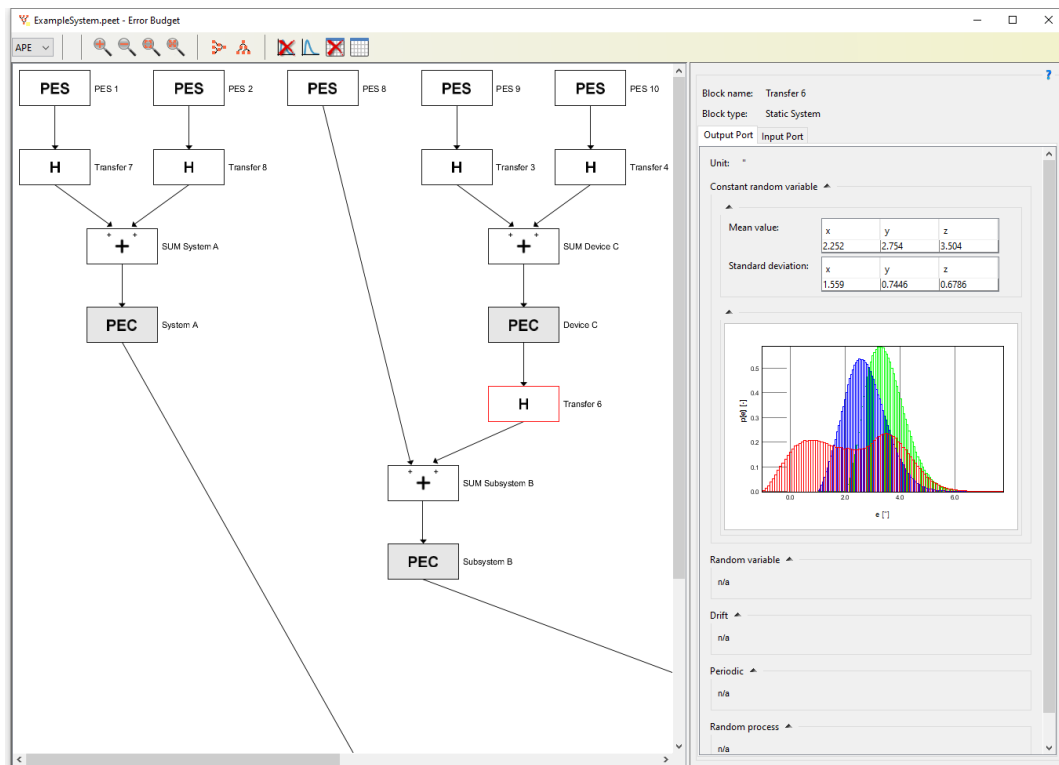 ExampleSystem.peet - Error Budget
APE
PES PES 1 PES PES 2 PES PES 8 PES PES 9 PES PES 10
H Transfer 7 H Transfer 8 H Transfer 3 H Transfer 4
+ + + SUM System A + + + SUM Device C
PEC System A PEC Device C
H Transfer 6
+ + + SUM Subsystem B
PEC Subsystem B
?
Block name: Transfer 6
Block type: Static System
Output Port Input Port
Unit: "
Constant random variable
Mean value: x y z
2.252 2.754 3.504
Standard deviation: x y z
1.559 0.7446 0.6786
0.5
0.4
0.3
0.2
0.1
0.0
p(e) [-]
0.0 2.0 4.0 6.0
e ["]
Random variable
n/a
Drift
n/a
Periodic
n/a
Random process
n/a